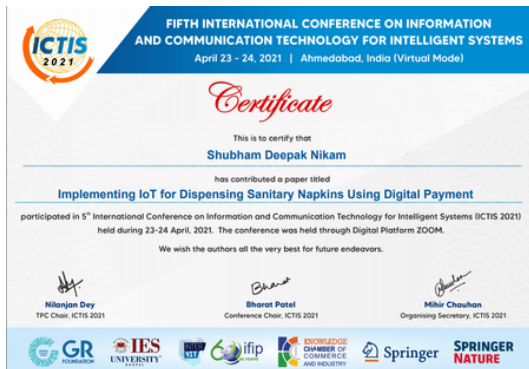 ICTIS
2021
FIFTH INTERNATIONAL CONFERENCE ON INFORMATION
AND COMMUNICATION TECHNOLOGY FOR INTELLIGENT SYSTEMS
April 23 - 24, 2021 | Ahmedabad, India (Virtual Mode)
Certificate
This is to certify that
Shubham Deepak Nikam
has contributed a paper titled
Implementing IoT for Dispensing Sanitary Napkins Using Digital Payment
participated in 5th International Conference on Information and Communication Technology for Intelligent Systems (ICTIS 2021)
held during 23-24 April, 2021. The conference was held through Digital Platform ZOOM.
We wish the authors all the very best for future endeavors.
Bharat
Nilanjan Dey
TPC Chair, ICTIS 2021
Bharat Patel
Conference Chair, ICTIS 2021
Mihir Chauhan
Organising Secretary, ICTIS 2021
GR
FOUNDATION
IES
UNIVERSITY
BHOPAL
INTER
YIT
60 ifip
KNOWLEDGE
CHAMBER OF
COMMERCE
AND INDUSTRY
Springer
SPRINGER
NATURE